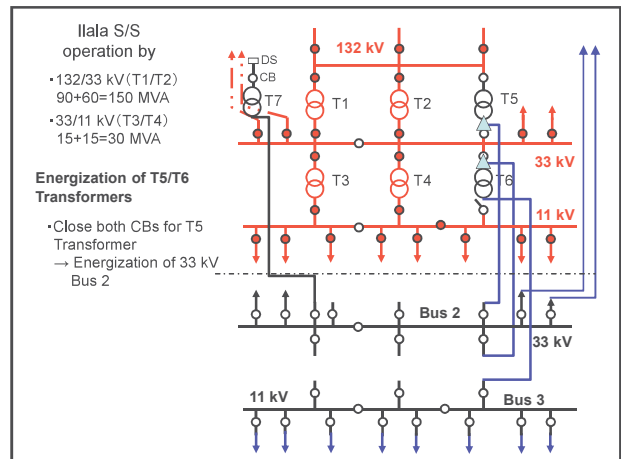 Ilala S/S
operation by
・132/33 kV(T1/T2)
90+60=150 MVA
・33/11 kV(T3/T4)
15+15=30 MVA
Energization of T5/T6
Transformers
・Close both CBs for T5
Transformer
→ Energization of 33 kV
Bus 2
132 kV
DS
CB
T7
T1
T2
T5
33 kV
T3
T4
T6
11 kV
Bus 2
33 kV
11 kV
Bus 3